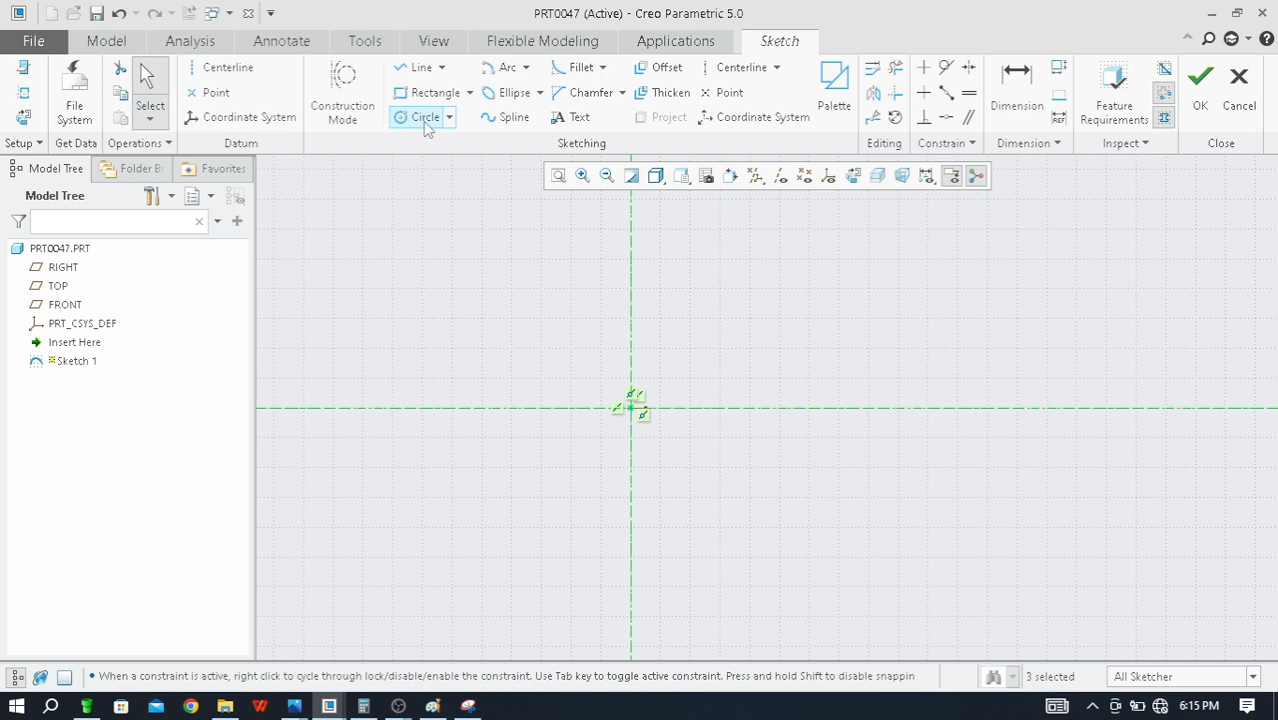 PRT0047 (Active) - Creo Parametric 5.0
File Model Analysis Annotate Tools View Flexible Modeling Applications Sketch
Centerline Line Arc Fillet Offset Centerline
Point Rectangle Ellipse Chamfer Thicken Point
Coordinate System Circle Spline Text Project Coordinate System
File System Select Construction Mode Palette Dimension Feature Requirements OK Cancel
Setup Get Data Operations Datum Sketching Editing Constrain Dimension Inspect Close
Model Tree Folder Br Favorites
Model Tree
PRT0047.PRT
RIGHT
TOP
FRONT
PRT_CSYS_DEF
Insert Here
Sketch 1
• When a constraint is active, right click to cycle through lock/disable/enable the constraint. Use Tab key to toggle active constraint. Press and hold Shift to disable snappin 3 selected All Sketcher
6:15 PM